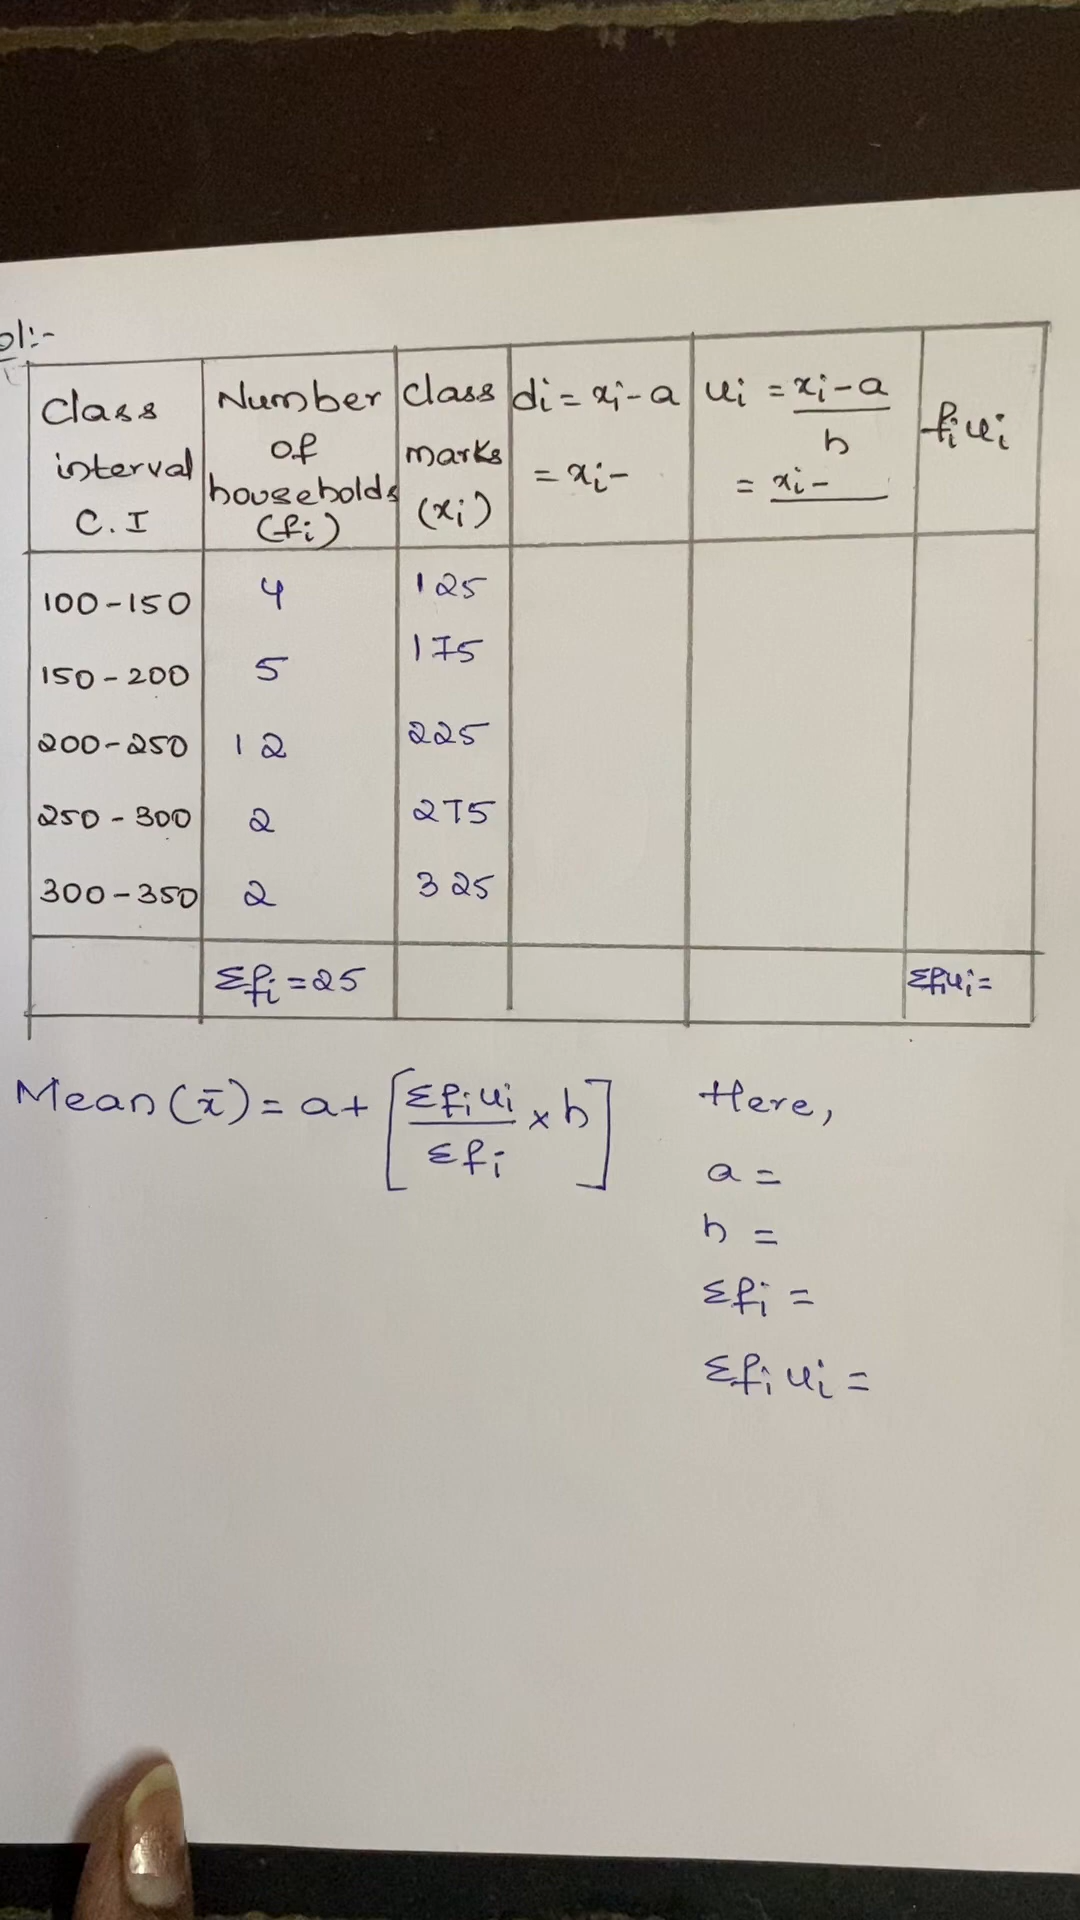 ol:-
Class interval C.I | Number of households (fi) | Class marks (xi) | di = xi - a = xi - | ui = xi - a / h = xi - | fiui
100-150 | 4 | 125
150-200 | 5 | 175
200-250 | 12 | 225
250-300 | 2 | 275
300-350 | 2 | 325
Σfi = 25 | Σfiui =
Mean (x̄) = a + [Σfiui / Σfi × h]
Here,
a =
h =
Σfi =
Σfiui =